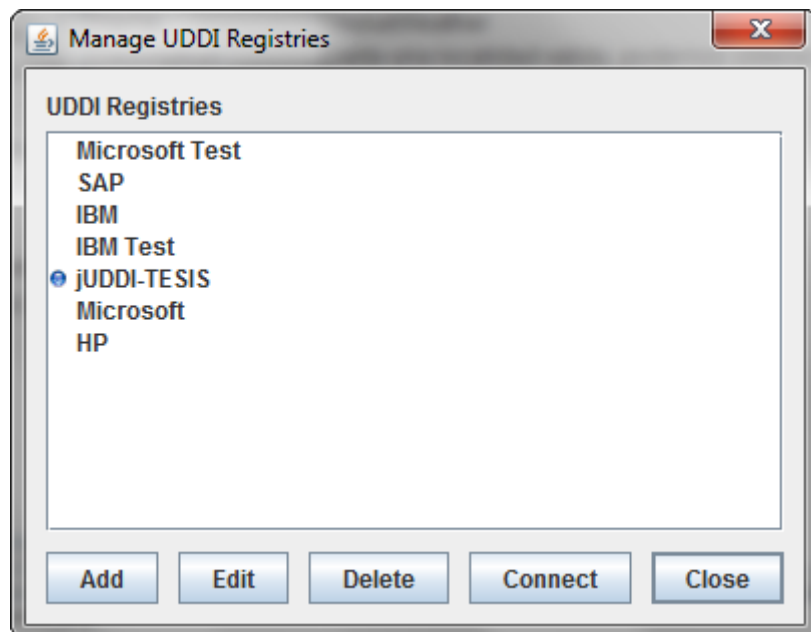 Manage UDDI Registries
UDDI Registries
Microsoft Test
SAP
IBM
IBM Test
jUDDI-TESIS
Microsoft
HP
Add Edit Delete Connect Close